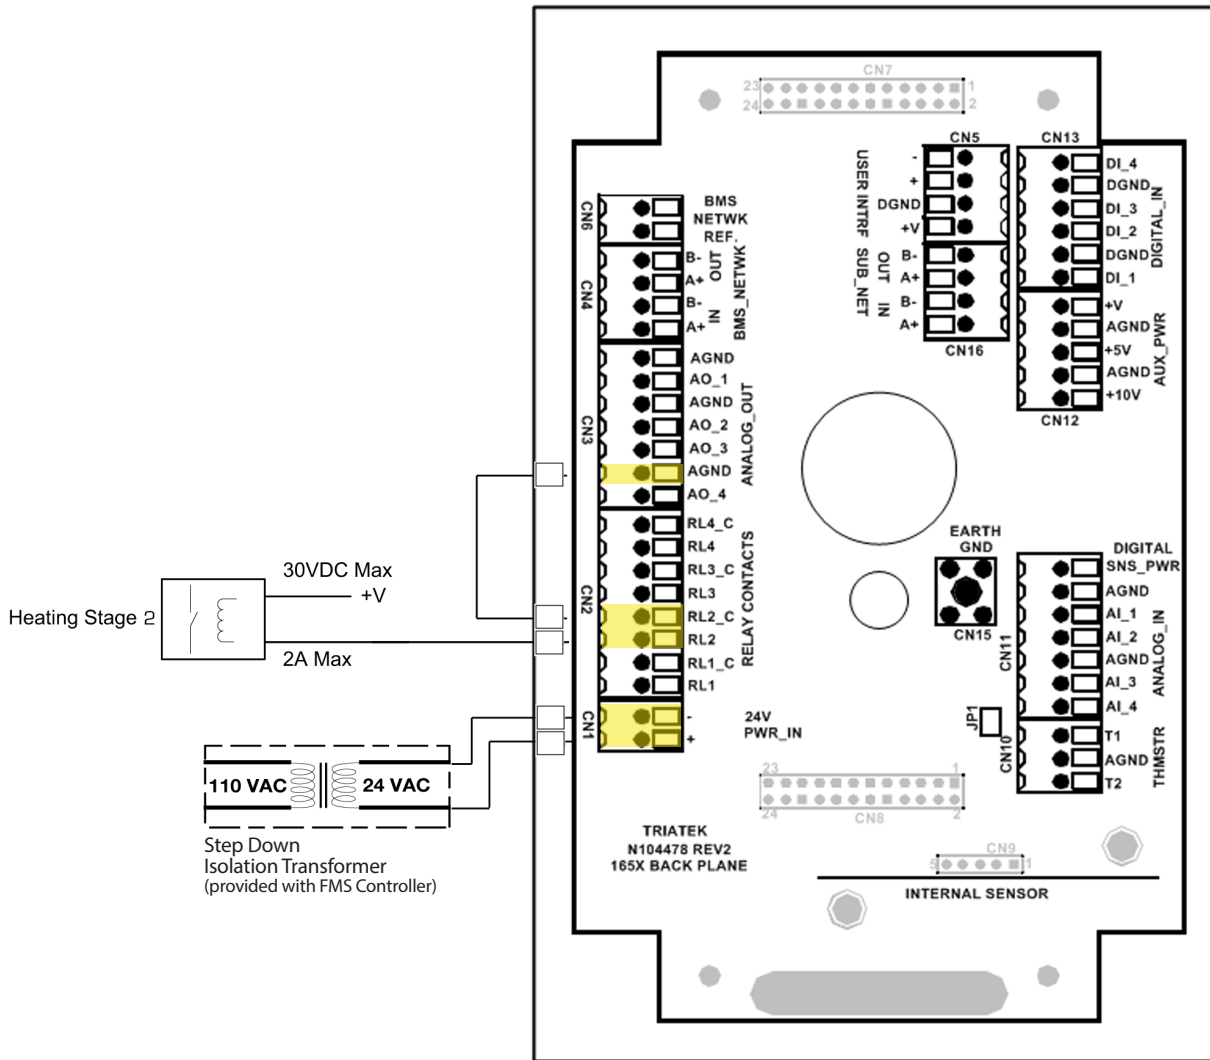 CN7
23
1
24
2
CN5
CN13
-
+
DGND
+V
USER INTRF
B-
A+
B-
A+
OUT
IN
SUB_NET
CN16
DI_4
DGND
DI_3
DI_2
DGND
DI_1
DIGITAL_IN
+V
AGND
+5V
AGND
+10V
AUX_PWR
CN12
CN6
BMS
NETWK
REF.
CN4
B-
A+
B-
A+
OUT
IN
BMS_NETWK
CN3
AGND
AO_1
AGND
AO_2
AO_3
AGND
AO_4
ANALOG_OUT
CN2
RL4_C
RL4
RL3_C
RL3
RL2_C
RL2
RL1_C
RL1
RELAY CONTACTS
CN1
-
+
24V
PWR_IN
30VDC Max
+V
Heating Stage 2
2A Max
110 VAC
24 VAC
Step Down
Isolation Transformer
(provided with FMS Controller)
EARTH
GND
CN15
DIGITAL
SNS_PWR
AGND
AI_1
AI_2
AGND
AI_3
AI_4
CN11
ANALOG_IN
JP1
CN10
T1
AGND
T2
THMSTR
23
1
24
2
CN8
TRIATEK
N104478 REV2
165X BACK PLANE
CN9
5
1
INTERNAL SENSOR